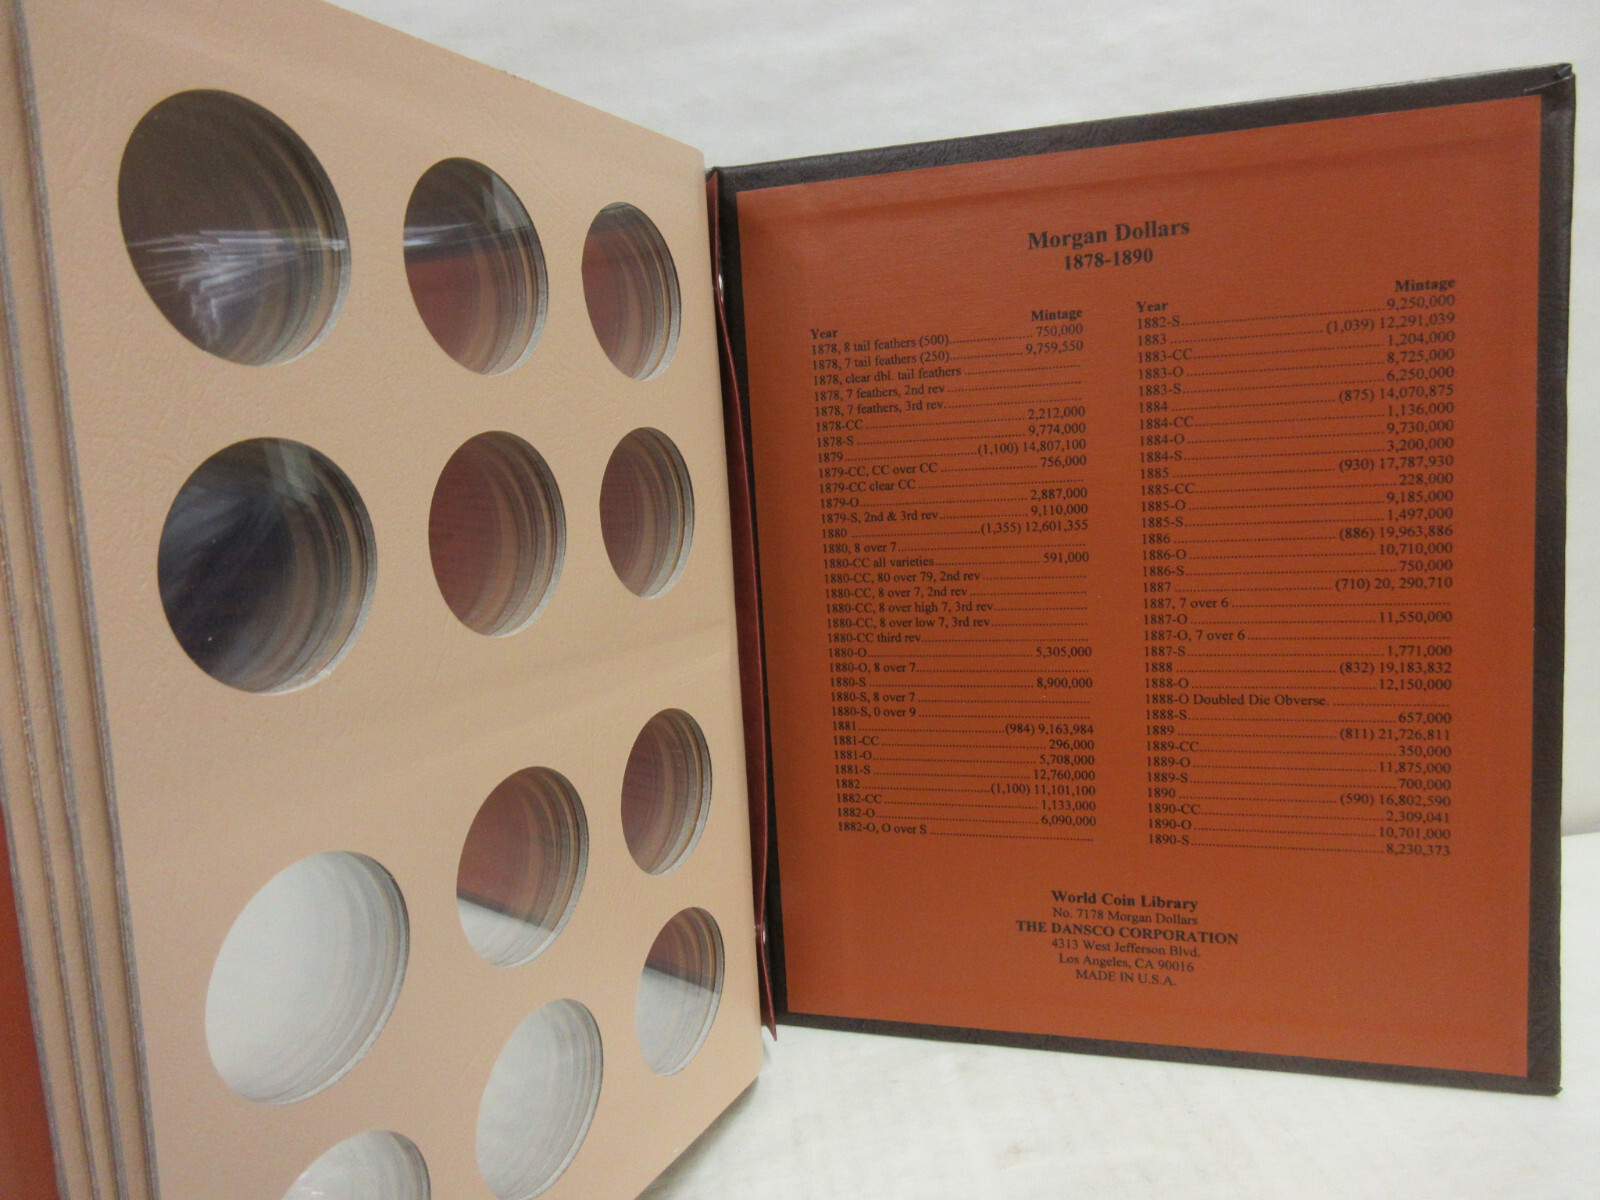 Morgan Dollars
1878-1890
Year Mintage
1878, 8 tail feathers (500)........ 750,000
1878, 7 tail feathers (250)........ 9,759,550
1878, clear dbl. tail feathers ........
1878, 7 feathers, 2nd rev ........
1878, 7 feathers, 3rd rev........
1878-CC ........ 2,212,000
1878-S ........ 9,774,000
1879 ........ (1,100) 14,807,100
1879-CC, CC over CC ........ 756,000
1879-CC clear CC ........
1879-O ........ 2,887,000
1879-S, 2nd & 3rd rev ........ 9,110,000
1880 ........ (1,355) 12,601,355
1880, 8 over 7 ........
1880-CC all varieties ........ 591,000
1880-CC, 80 over 79, 2nd rev ........
1880-CC, 8 over 7, 2nd rev ........
1880-CC, 8 over high 7, 3rd rev ........
1880-CC, 8 over low 7, 3rd rev ........
1880-CC third rev ........
1880-O ........ 5,305,000
1880-O, 8 over 7 ........
1880-S ........ 8,900,000
1880-S, 8 over 7 ........
1880-S, 0 over 9 ........
1881 ........ (984) 9,163,984
1881-CC ........ 296,000
1881-O ........ 5,708,000
1881-S ........ 12,760,000
1882 ........ (1,100) 11,101,100
1882-CC ........ 1,133,000
1882-O ........ 6,090,000
1882-O, O over S ........
Year Mintage
1882-S ........ 9,250,000
1883 ........ (1,039) 12,291,039
1883-CC ........ 1,204,000
1883-O ........ 8,725,000
1883-S ........ 6,250,000
1884 ........ (875) 14,070,875
1884-CC ........ 1,136,000
1884-O ........ 9,730,000
1884-S ........ 3,200,000
1885 ........ (930) 17,787,930
1885-CC ........ 228,000
1885-O ........ 9,185,000
1885-S ........ 1,497,000
1886 ........ (886) 19,963,886
1886-O ........ 10,710,000
1886-S ........ 750,000
1887 ........ (710) 20, 290,710
1887, 7 over 6 ........
1887-O ........ 11,550,000
1887-O, 7 over 6 ........
1887-S ........ 1,771,000
1888 ........ (832) 19,183,832
1888-O ........ 12,150,000
1888-O Doubled Die Obverse. ........
1888-S ........ 657,000
1889 ........ (811) 21,726,811
1889-CC ........ 350,000
1889-O ........ 11,875,000
1889-S ........ 700,000
1890 ........ (590) 16,802,590
1890-CC ........ 2,309,041
1890-O ........ 10,701,000
1890-S ........ 8,230,373
World Coin Library
No. 7178 Morgan Dollars
THE DANSCO CORPORATION
4313 West Jefferson Blvd.
Los Angeles, CA 90016
MADE IN U.S.A.